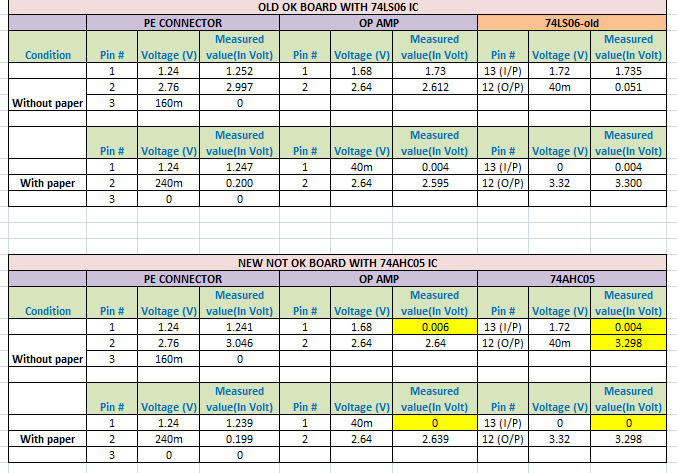 OLD OK BOARD WITH 74LS06 IC
PE CONNECTOR OP AMP 74LS06-old
Condition Pin # Voltage (V) Measured value(In Volt) Pin # Voltage (V) Measured value(In Volt) Pin # Voltage (V) Measured value(In Volt)
1 1.24 1.252 1 1.68 1.73 13 (I/P) 1.72 1.735
2 2.76 2.997 2 2.64 2.612 12 (O/P) 40m 0.051
Without paper 3 160m 0
Pin # Voltage (V) Measured value(In Volt) Pin # Voltage (V) Measured value(In Volt) Pin # Voltage (V) Measured value(In Volt)
1 1.24 1.247 1 40m 0.004 13 (I/P) 0 0.004
With paper 2 240m 0.200 2 2.64 2.595 12 (O/P) 3.32 3.300
3 0 0
NEW NOT OK BOARD WITH 74AHC05 IC
PE CONNECTOR OP AMP 74AHC05
Condition Pin # Voltage (V) Measured value(In Volt) Pin # Voltage (V) Measured value(In Volt) Pin # Voltage (V) Measured value(In Volt)
1 1.24 1.241 1 1.68 0.006 13 (I/P) 1.72 0.004
2 2.76 3.046 2 2.64 2.64 12 (O/P) 40m 3.298
Without paper 3 160m 0
Pin # Voltage (V) Measured value(In Volt) Pin # Voltage (V) Measured value(In Volt) Pin # Voltage (V) Measured value(In Volt)
1 1.24 1.239 1 40m 0 13 (I/P) 0 0
With paper 2 240m 0.199 2 2.64 2.639 12 (O/P) 3.32 3.298
3 0 0